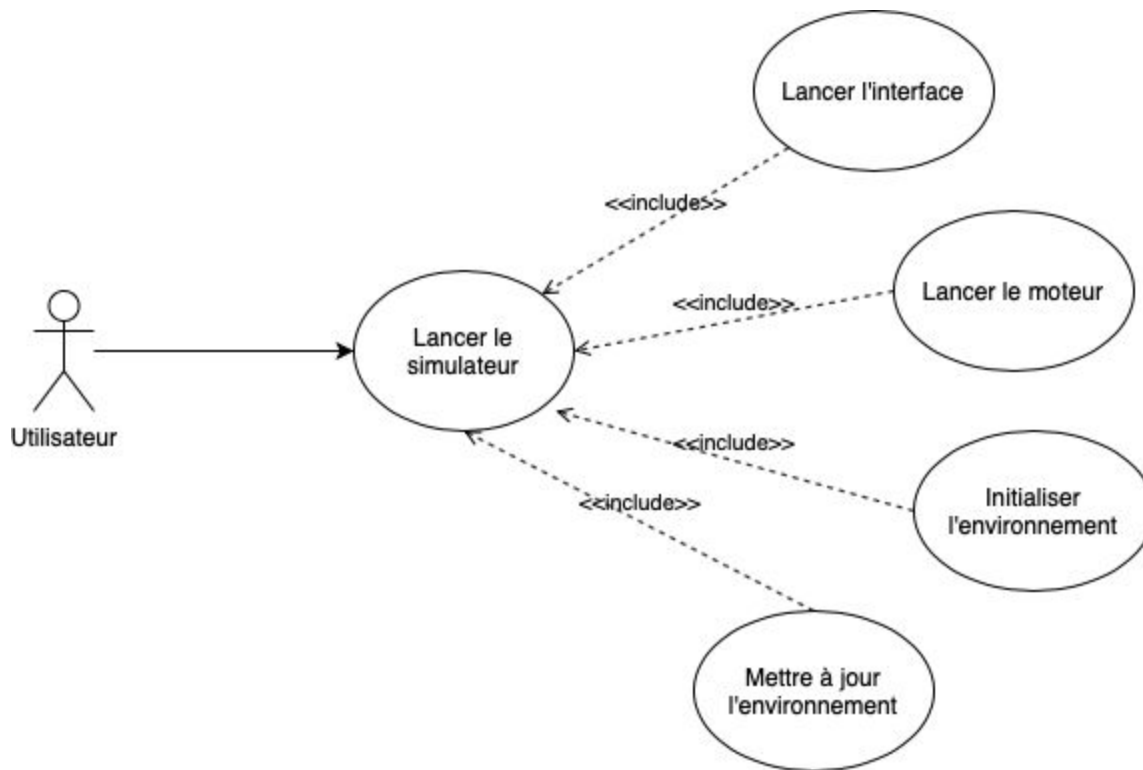 Lancer l'interface
<<include>>
Lancer le moteur
<<include>>
Lancer le
simulateur
Utilisateur
<<include>>
Initialiser
l'environnement
<<include>>
Mettre à jour
l'environnement